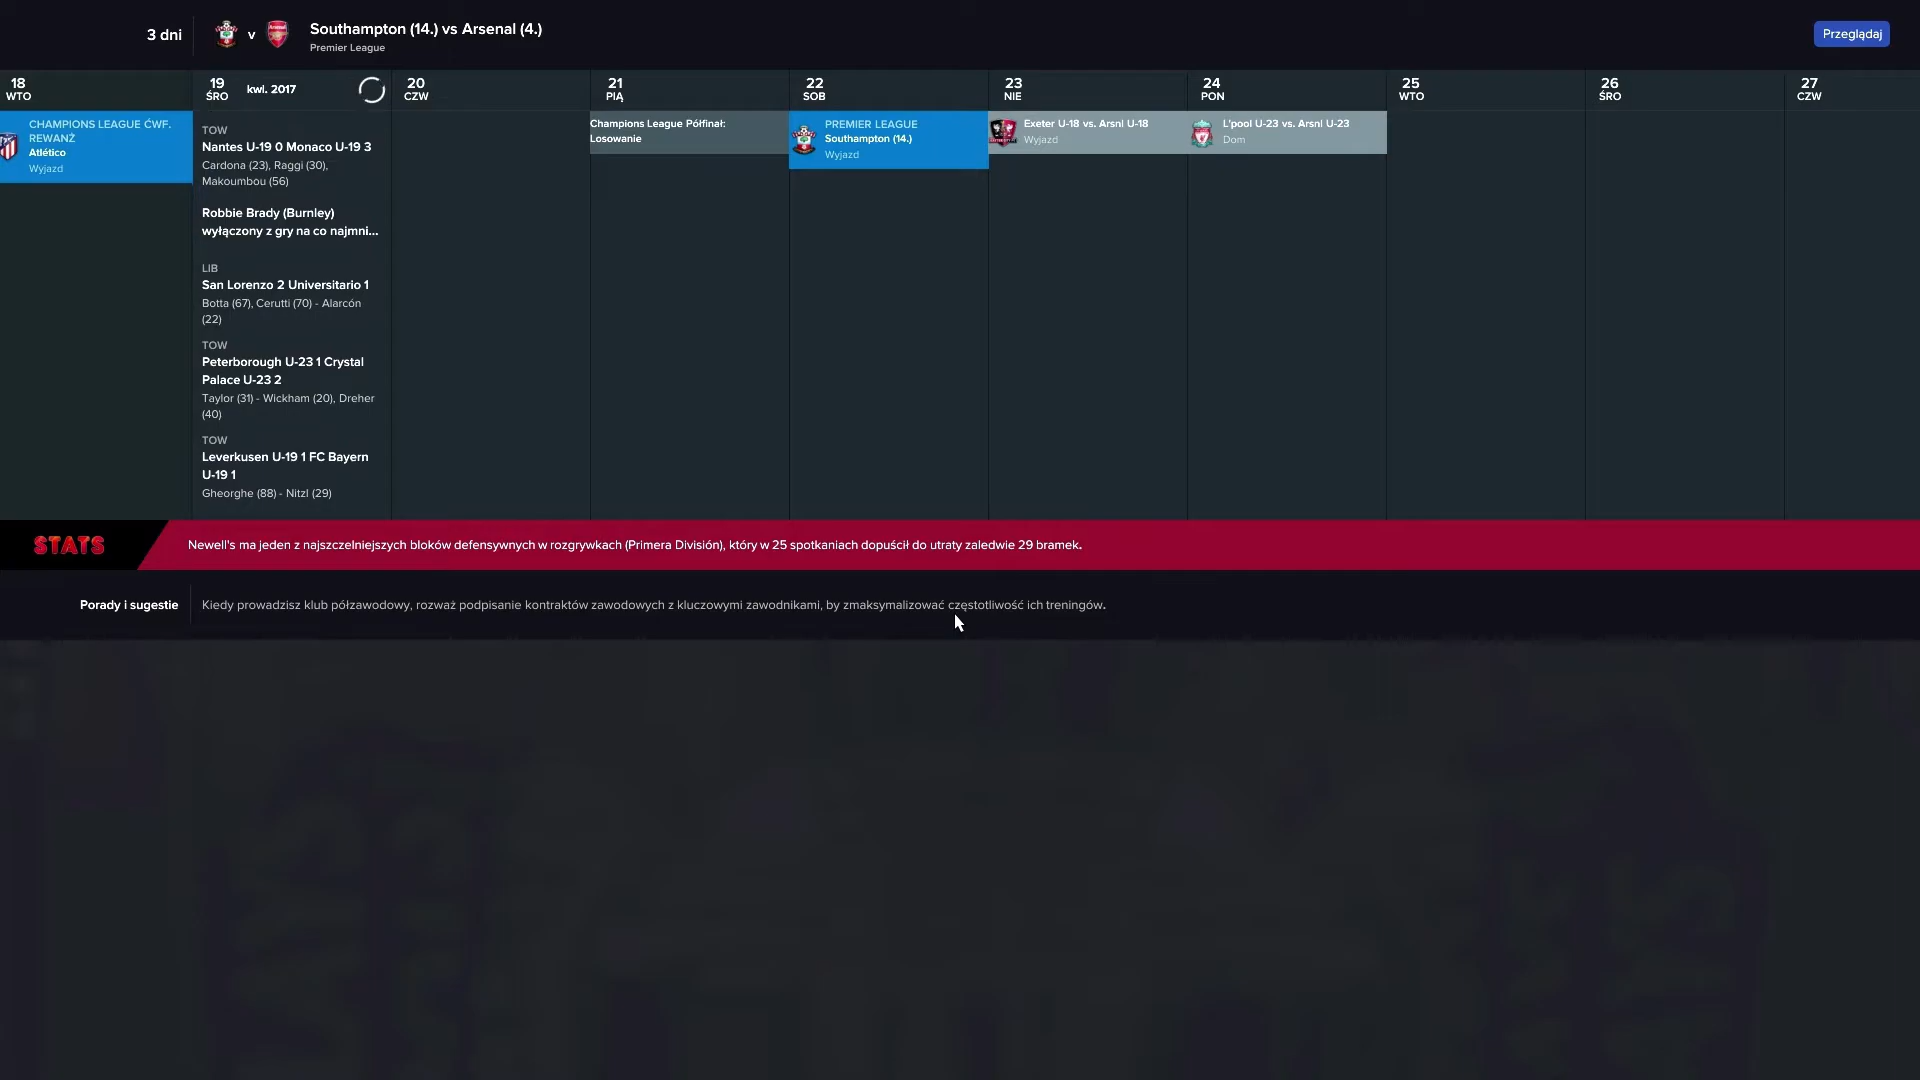 3 dni
v
Southampton (14.) vs Arsenal (4.)
Premier League
Przeglądaj
18
WTO
19
ŚRO
kwi. 2017
20
CZW
21
PIĄ
22
SOB
23
NIE
24
PON
25
WTO
26
ŚRO
27
CZW
CHAMPIONS LEAGUE ĆWF.
REWANŻ
Atlético
Wyjazd
TOW
Nantes U-19 0 Monaco U-19 3
Cardona (23), Raggi (30),
Makoumbou (56)
Robbie Brady (Burnley)
wyłączony z gry na co najmni...
LIB
San Lorenzo 2 Universitario 1
Botta (67), Cerutti (70) - Alarcón
(22)
TOW
Peterborough U-23 1 Crystal
Palace U-23 2
Taylor (31) - Wickham (20), Dreher
(40)
TOW
Leverkusen U-19 1 FC Bayern
U-19 1
Gheorghe (88) - Nitzl (29)
Champions League Półfinał:
Losowanie
PREMIER LEAGUE
Southampton (14.)
Wyjazd
Exeter U-18 vs. Arsnl U-18
Wyjazd
L'pool U-23 vs. Arsnl U-23
Dom
STATS
Newell's ma jeden z najszczelniejszych bloków defensywnych w rozgrywkach (Primera División), który w 25 spotkaniach dopuścił do utraty zaledwie 29 bramek.
Porady i sugestie
Kiedy prowadzisz klub półzawodowy, rozważ podpisanie kontraktów zawodowych z kluczowymi zawodnikami, by zmaksymalizować częstotliwość ich treningów.